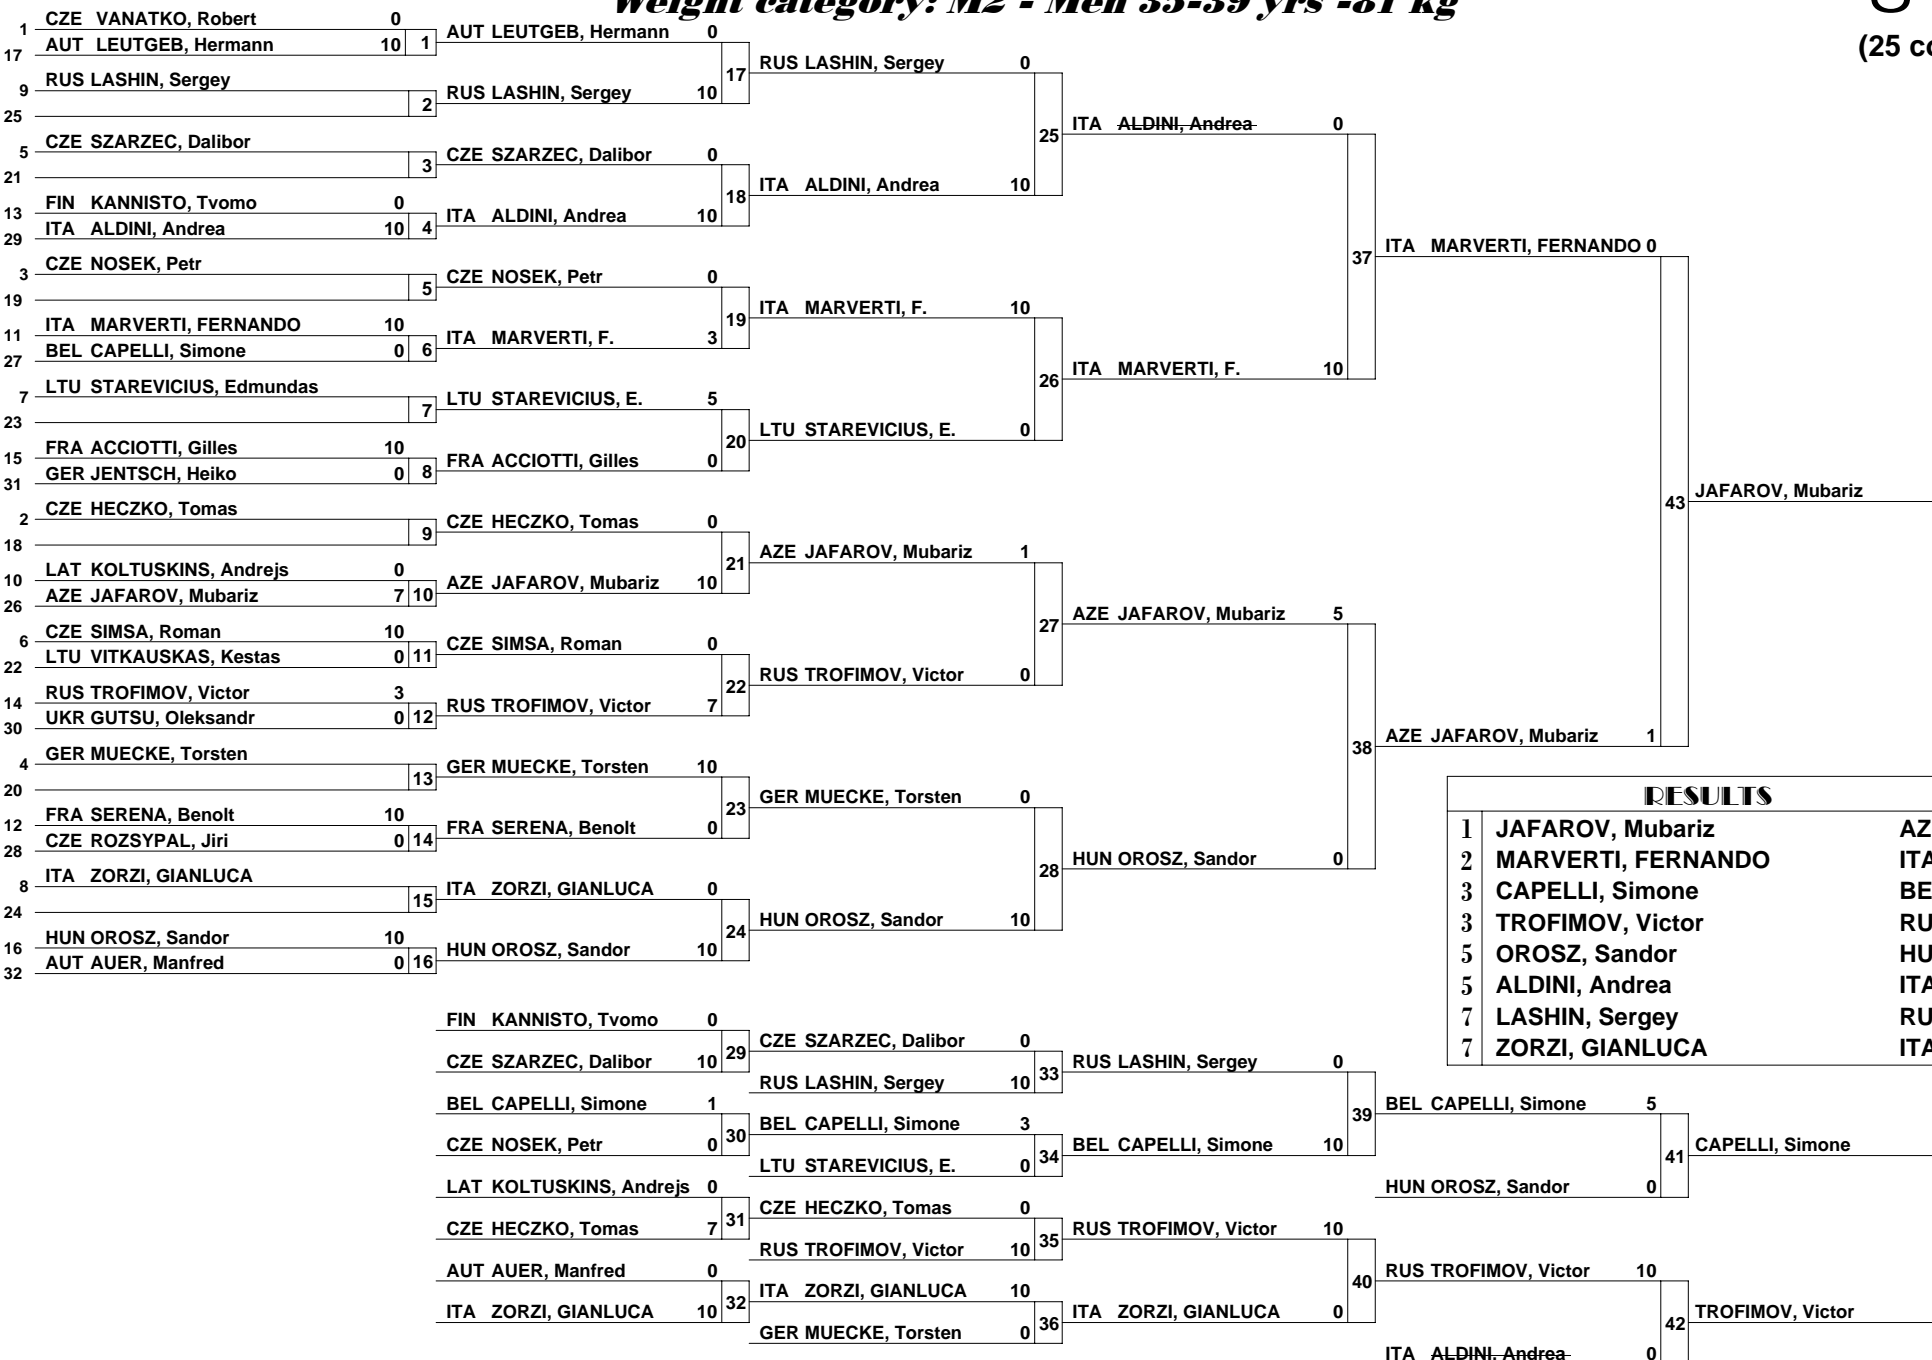 Weight category: M2 - Men 35-39 yrs -81 kg
(25 co
1 CZE VANATKO, Robert 0
17 AUT LEUTGEB, Hermann 10 1
9 RUS LASHIN, Sergey
25 2
5 CZE SZARZEC, Dalibor
21 3
13 FIN KANNISTO, Tvomo 0
29 ITA ALDINI, Andrea 10 4
3 CZE NOSEK, Petr
19 5
11 ITA MARVERTI, FERNANDO 10
27 BEL CAPELLI, Simone 0 6
7 LTU STAREVICIUS, Edmundas
23 7
15 FRA ACCIOTTI, Gilles 10
31 GER JENTSCH, Heiko 0 8
2 CZE HECZKO, Tomas
18 9
10 LAT KOLTUSKINS, Andrejs 0
26 AZE JAFAROV, Mubariz 7 10
6 CZE SIMSA, Roman 10
22 LTU VITKAUSKAS, Kestas 0 11
14 RUS TROFIMOV, Victor 3
30 UKR GUTSU, Oleksandr 0 12
4 GER MUECKE, Torsten
20 13
12 FRA SERENA, Benolt 10
28 CZE ROZSYPAL, Jiri 0 14
8 ITA ZORZI, GIANLUCA
24 15
16 HUN OROSZ, Sandor 10
32 AUT AUER, Manfred 0 16
AUT LEUTGEB, Hermann 0
17
RUS LASHIN, Sergey 10
CZE SZARZEC, Dalibor 0
18
ITA ALDINI, Andrea 10
CZE NOSEK, Petr 0
19
ITA MARVERTI, F. 3
LTU STAREVICIUS, E. 5
20
FRA ACCIOTTI, Gilles 0
CZE HECZKO, Tomas 0
21
AZE JAFAROV, Mubariz 10
CZE SIMSA, Roman 0
22
RUS TROFIMOV, Victor 7
GER MUECKE, Torsten 10
23
FRA SERENA, Benolt 0
ITA ZORZI, GIANLUCA 0
24
HUN OROSZ, Sandor 10
RUS LASHIN, Sergey 0
25
ITA ALDINI, Andrea 10
ITA MARVERTI, F. 10
26
LTU STAREVICIUS, E. 0
AZE JAFAROV, Mubariz 1
27
RUS TROFIMOV, Victor 0
GER MUECKE, Torsten 0
28
HUN OROSZ, Sandor 10
ITA ALDINI, Andrea 0
37
ITA MARVERTI, F. 10
AZE JAFAROV, Mubariz 5
38
HUN OROSZ, Sandor 0
ITA MARVERTI, FERNANDO 0
43
AZE JAFAROV, Mubariz 1
JAFAROV, Mubariz
RESULTS
1 JAFAROV, Mubariz AZ
2 MARVERTI, FERNANDO ITA
3 CAPELLI, Simone BE
3 TROFIMOV, Victor RU
5 OROSZ, Sandor HU
5 ALDINI, Andrea ITA
7 LASHIN, Sergey RU
7 ZORZI, GIANLUCA ITA
FIN KANNISTO, Tvomo 0
CZE SZARZEC, Dalibor 10 29
BEL CAPELLI, Simone 1
CZE NOSEK, Petr 0 30
LAT KOLTUSKINS, Andrejs 0
CZE HECZKO, Tomas 7 31
AUT AUER, Manfred 0
ITA ZORZI, GIANLUCA 10 32
CZE SZARZEC, Dalibor 0
RUS LASHIN, Sergey 10 33
BEL CAPELLI, Simone 3
LTU STAREVICIUS, E. 0 34
CZE HECZKO, Tomas 0
RUS TROFIMOV, Victor 10 35
ITA ZORZI, GIANLUCA 10
GER MUECKE, Torsten 0 36
RUS LASHIN, Sergey 0
39
BEL CAPELLI, Simone 10
RUS TROFIMOV, Victor 10
40
ITA ZORZI, GIANLUCA 0
BEL CAPELLI, Simone 5
41
HUN OROSZ, Sandor 0
RUS TROFIMOV, Victor 10
42
ITA ALDINI, Andrea 0
CAPELLI, Simone
TROFIMOV, Victor